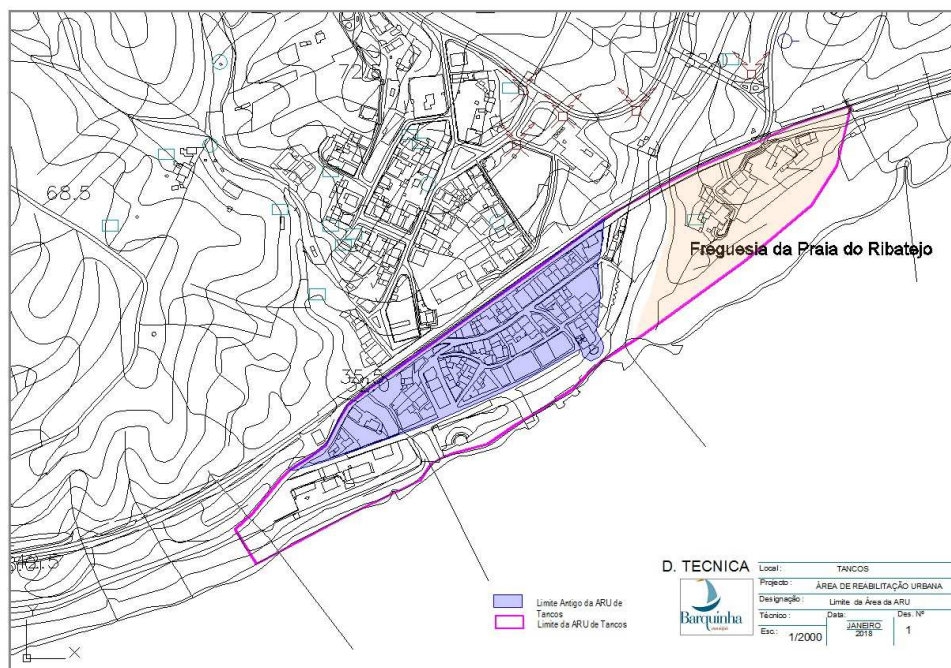 68.5
Freguesia da Praia do Ribatejo
D. TECNICA
Barquinha
Local : TANCOS
Projecto : ÁREA DE REABILITAÇÃO URBANA
Designação : Limite da Área da ARU
Técnico : Data: JANEIRO 2018 Des. Nº 1
Esc.: 1/2000
Limite Antigo da ARU de
Tancos
Limite da ARU de Tancos